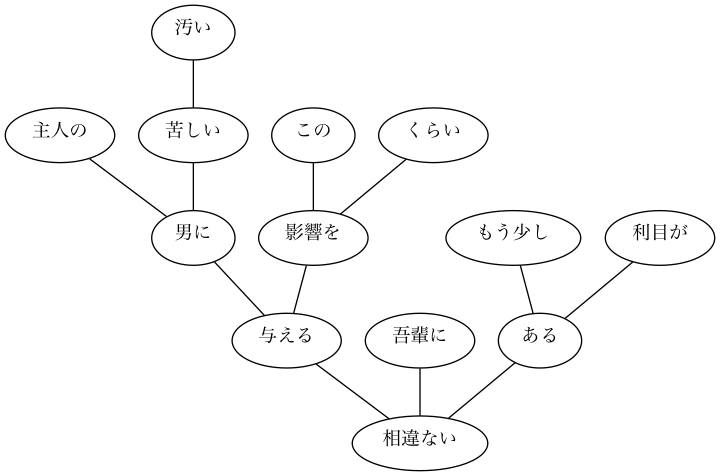 汚い
主人の
苦しい
この
くらい
男に
影響を
もう少し
利目が
与える
吾輩に
ある
相違ない